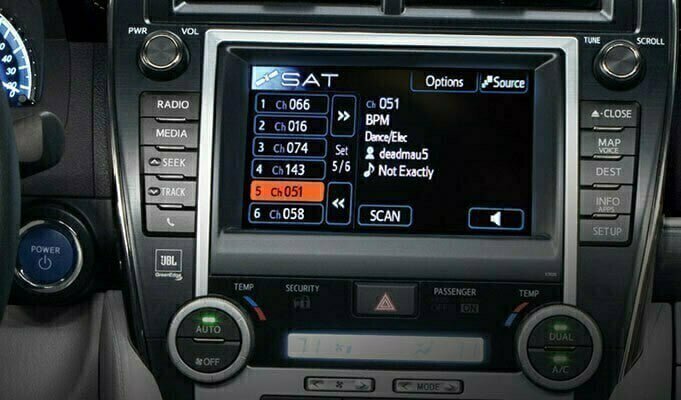 PWR VOL
TUNE SCROLL
SAT
Options
Source
1 Ch 066
2 Ch 016
3 Ch 074
4 Ch 143
5 Ch 051
6 Ch 058
Set
5/6
Ch 051
BPM
Dance/Elec
deadmau5
Not Exactly
SCAN
RADIO
MEDIA
SEEK
TRACK
CLOSE
MAP
VOICE
DEST
INFO
APPS
SETUP
POWER
JBL
GreenEdge
TEMP
SECURITY
PASSENGER
OFF ON
TEMP
AUTO
OFF
DUAL
A/C
MODE